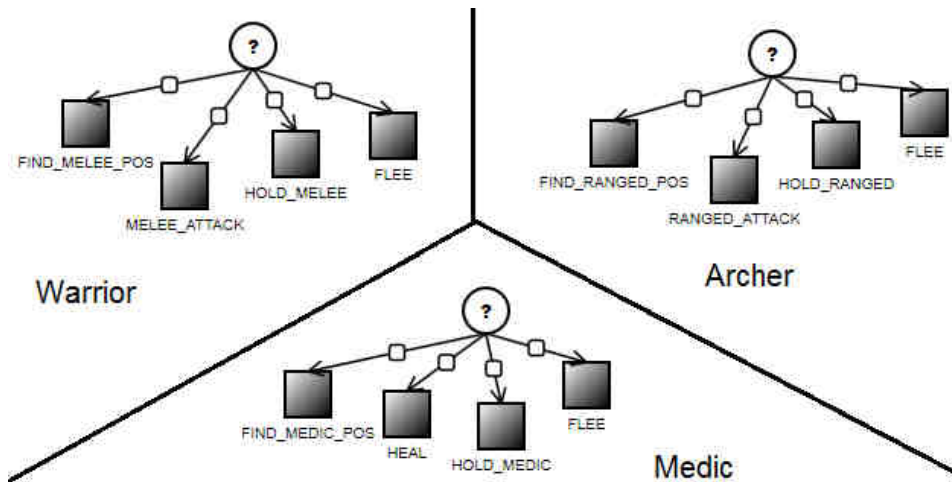 ?
FIND_MELEE_POS
MELEE_ATTACK
HOLD_MELEE
FLEE
Warrior
?
FIND_RANGED_POS
RANGED_ATTACK
HOLD_RANGED
FLEE
Archer
?
FIND_MEDIC_POS
HEAL
HOLD_MEDIC
FLEE
Medic